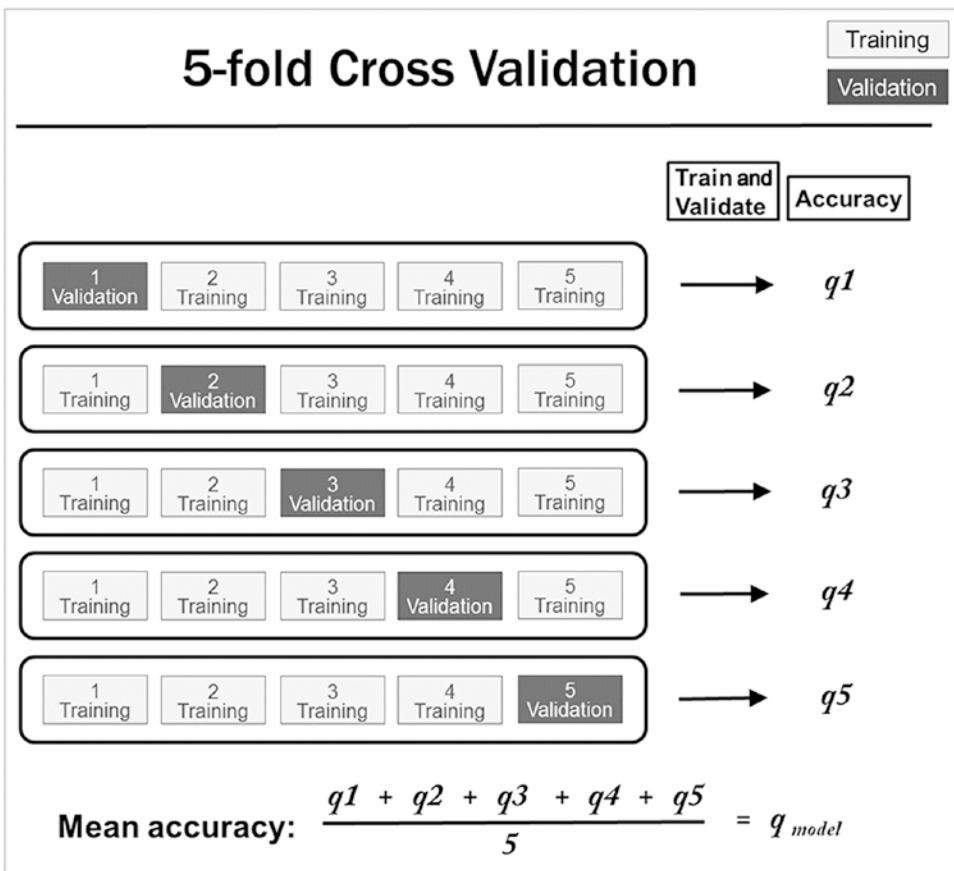 5-fold Cross Validation
Training
Validation
Train and
Validate
Accuracy
1 2 3 4 5
Validation Training Training Training Training
q1
1 2 3 4 5
Training Validation Training Training Training
q2
1 2 3 4 5
Training Training Validation Training Training
q3
1 2 3 4 5
Training Training Training Validation Training
q4
1 2 3 4 5
Training Training Training Training Validation
q5
q1 + q2 + q3 + q4 + q5
Mean accuracy: = q model
5